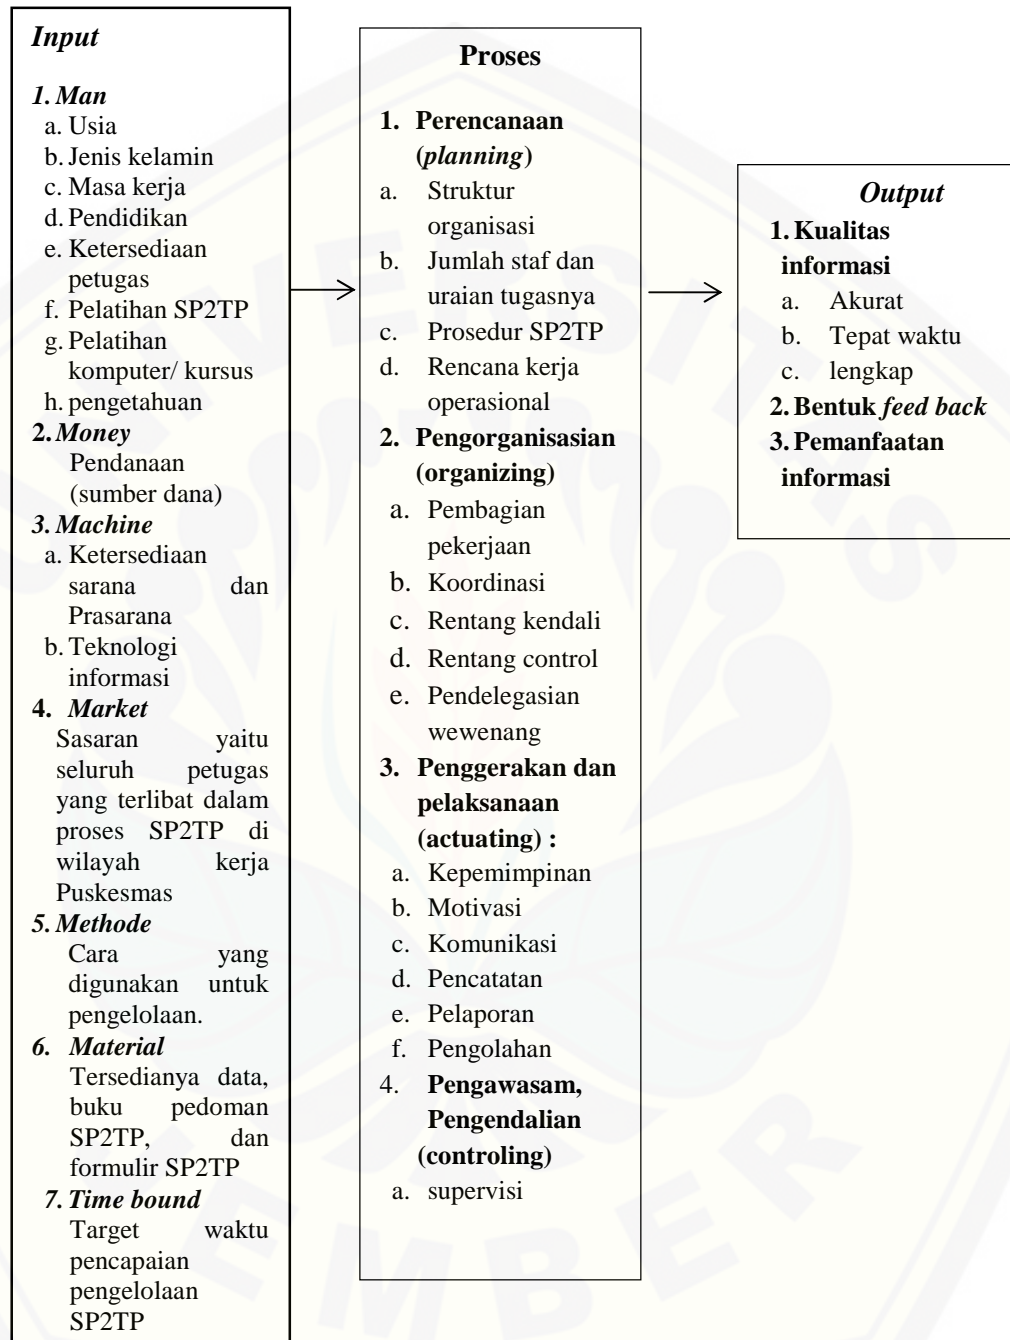 Input
1. Man
a. Usia
b. Jenis kelamin
c. Masa kerja
d. Pendidikan
e. Ketersediaan
petugas
f. Pelatihan SP2TP
g. Pelatihan
komputer/ kursus
h. pengetahuan
2. Money
Pendanaan
(sumber dana)
3. Machine
a. Ketersediaan
sarana dan
Prasarana
b. Teknologi
informasi
4. Market
Sasaran yaitu
seluruh petugas
yang terlibat dalam
proses SP2TP di
wilayah kerja
Puskesmas
5. Methode
Cara yang
digunakan untuk
pengelolaan.
6. Material
Tersedianya data,
buku pedoman
SP2TP, dan
formulir SP2TP
7. Time bound
Target waktu
pencapaian
pengelolaan
SP2TP
Proses
1. Perencanaan
(planning)
a. Struktur
organisasi
b. Jumlah staf dan
uraian tugasnya
c. Prosedur SP2TP
d. Rencana kerja
operasional
2. Pengorganisasian
(organizing)
a. Pembagian
pekerjaan
b. Koordinasi
c. Rentang kendali
d. Rentang control
e. Pendelegasian
wewenang
3. Penggerakan dan
pelaksanaan
(actuating) :
a. Kepemimpinan
b. Motivasi
c. Komunikasi
d. Pencatatan
e. Pelaporan
f. Pengolahan
4. Pengawasam,
Pengendalian
(controling)
a. supervisi
Output
1. Kualitas
informasi
a. Akurat
b. Tepat waktu
c. lengkap
2. Bentuk feed back
3. Pemanfaatan
informasi
UNIVERSITAS
JEMBER